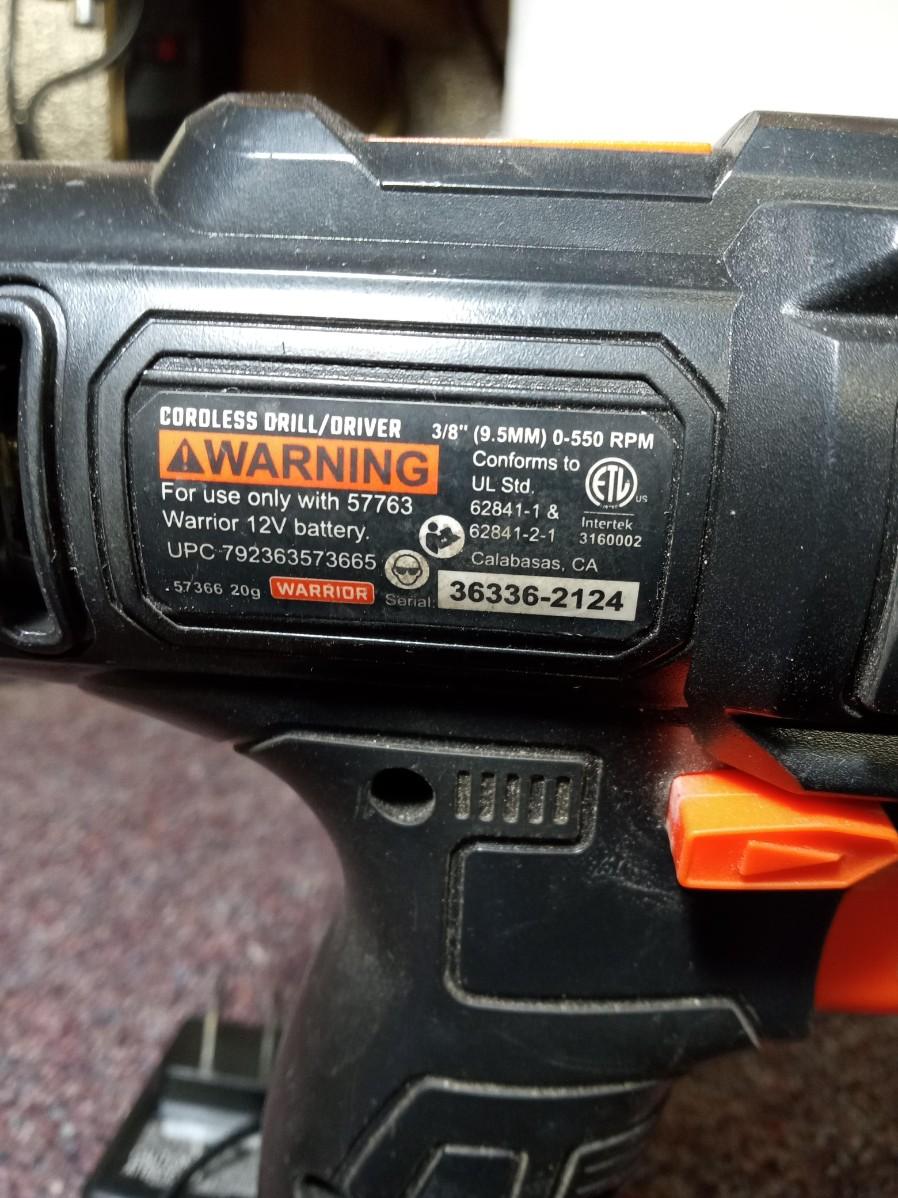 CORDLESS DRILL/DRIVER 3/8" (9.5MM) 0-550 RPM
WARNING
For use only with 57763
Warrior 12V battery.
UPC 792363573665
57366 20g WARRIOR
Conforms to
UL Std.
62841-1 &
62841-2-1
ETL US
Intertek
3160002
Calabasas, CA
Serial: 36336-2124